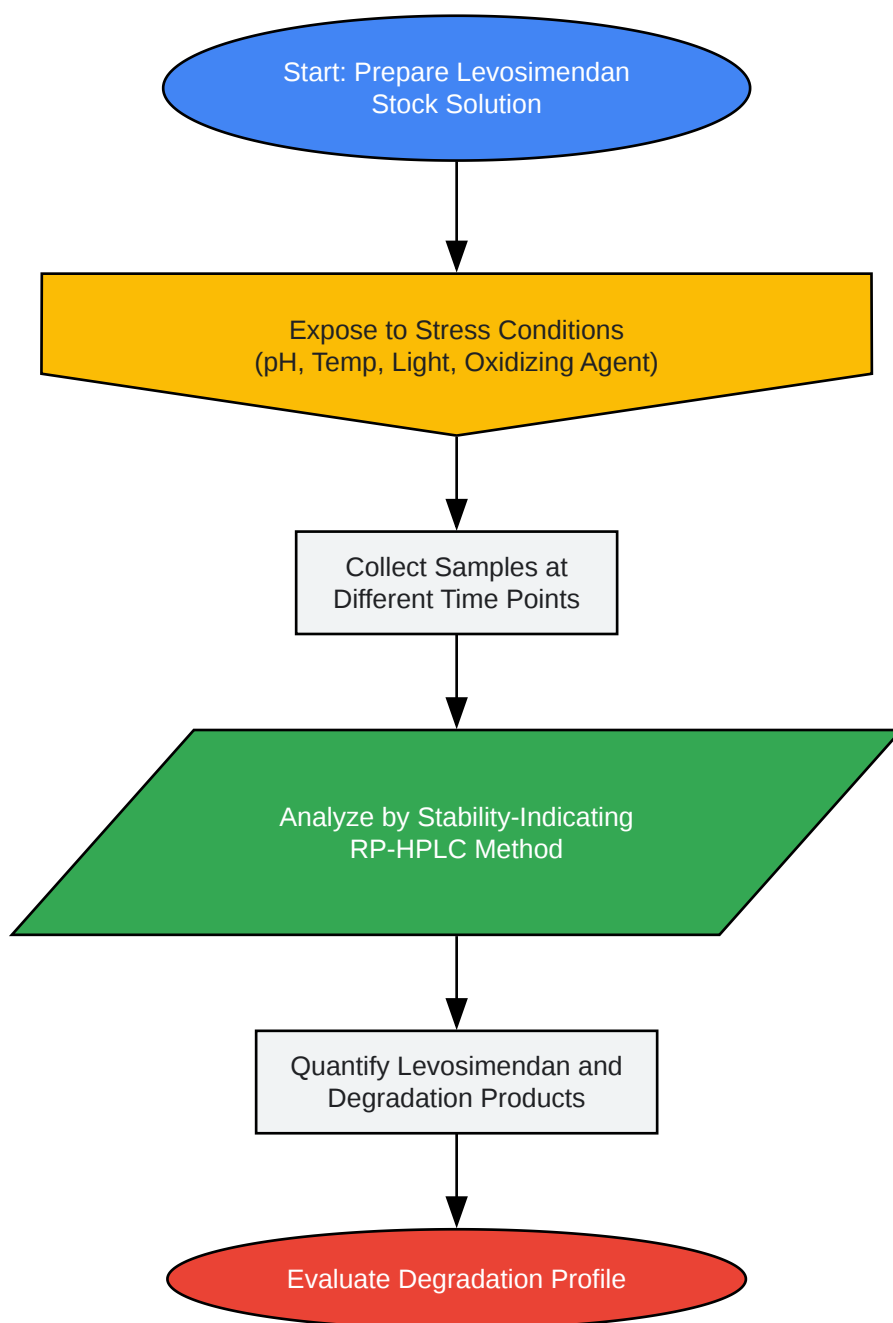 Start: Prepare Levosimendan
Stock Solution
Expose to Stress Conditions
(pH, Temp, Light, Oxidizing Agent)
Collect Samples at
Different Time Points
Analyze by Stability-Indicating
RP-HPLC Method
Quantify Levosimendan and
Degradation Products
Evaluate Degradation Profile